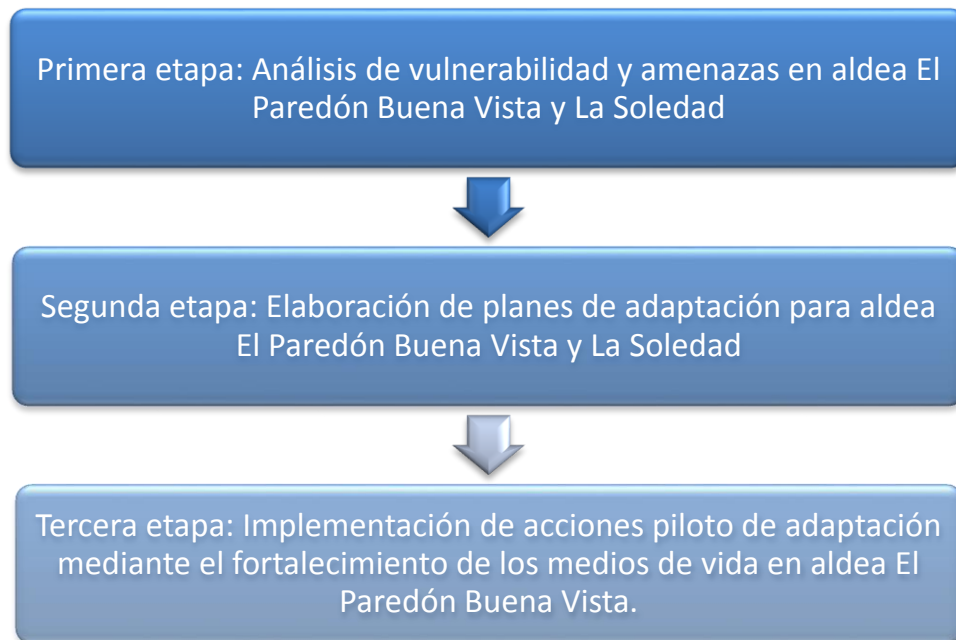 Primera etapa: Análisis de vulnerabilidad y amenazas en aldea El
Paredón Buena Vista y La Soledad
Segunda etapa: Elaboración de planes de adaptación para aldea
El Paredón Buena Vista y La Soledad
Tercera etapa: Implementación de acciones piloto de adaptación
mediante el fortalecimiento de los medios de vida en aldea El
Paredón Buena Vista.